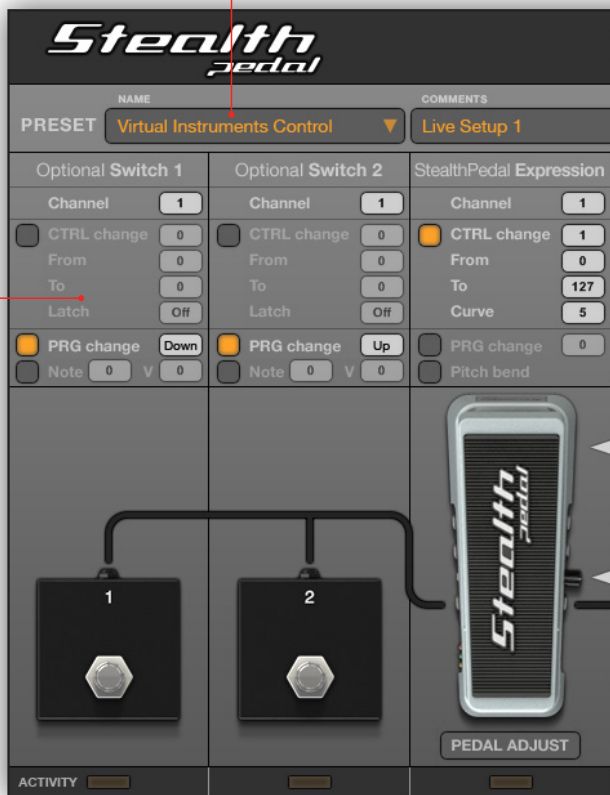 Stealth
pedal
NAME
COMMENTS
PRESET Virtual Instruments Control Live Setup 1
Optional Switch 1 Optional Switch 2 StealthPedal Expression
Channel 1 Channel 1 Channel 1
CTRL change 0 CTRL change 0 CTRL change 1
From 0 From 0 From 0
To 0 To 0 To 127
Latch Off Latch Off Curve 5
PRG change Down PRG change Up PRG change 0
Note 0 V 0 Note 0 V 0 Pitch bend
Stealth
pedal
1 2
PEDAL ADJUST
ACTIVITY